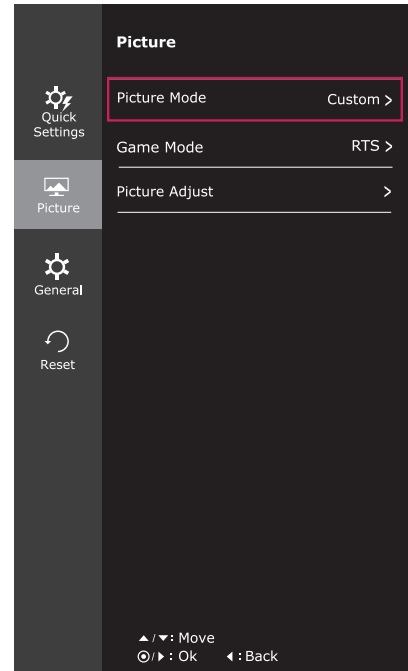 Picture
Quick
Settings
Picture
General
Reset
Picture Mode Custom >
Game Mode RTS >
Picture Adjust >
▲/▼: Move
⦿/▶ : Ok ◀ : Back